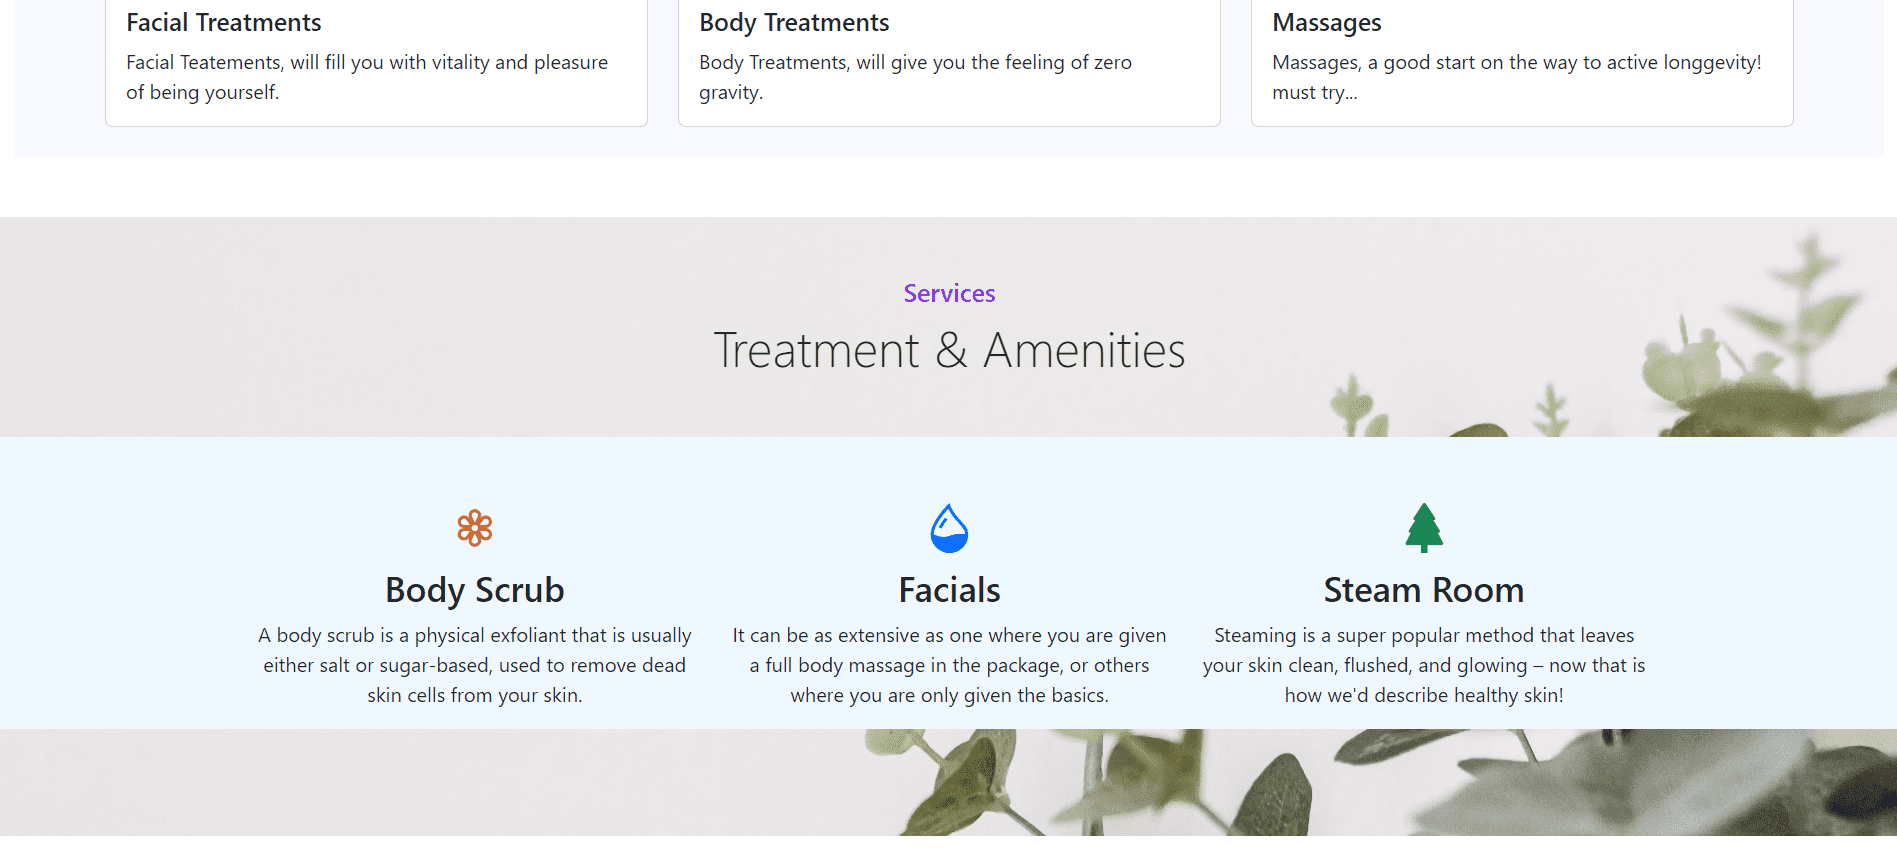 Facial Treatments
Facial Teatements, will fill you with vitality and pleasure
of being yourself.
Body Treatments
Body Treatments, will give you the feeling of zero
gravity.
Massages
Massages, a good start on the way to active longgevity!
must try...
Services
Treatment & Amenities
Body Scrub
A body scrub is a physical exfoliant that is usually
either salt or sugar-based, used to remove dead
skin cells from your skin.
Facials
It can be as extensive as one where you are given
a full body massage in the package, or others
where you are only given the basics.
Steam Room
Steaming is a super popular method that leaves
your skin clean, flushed, and glowing – now that is
how we'd describe healthy skin!